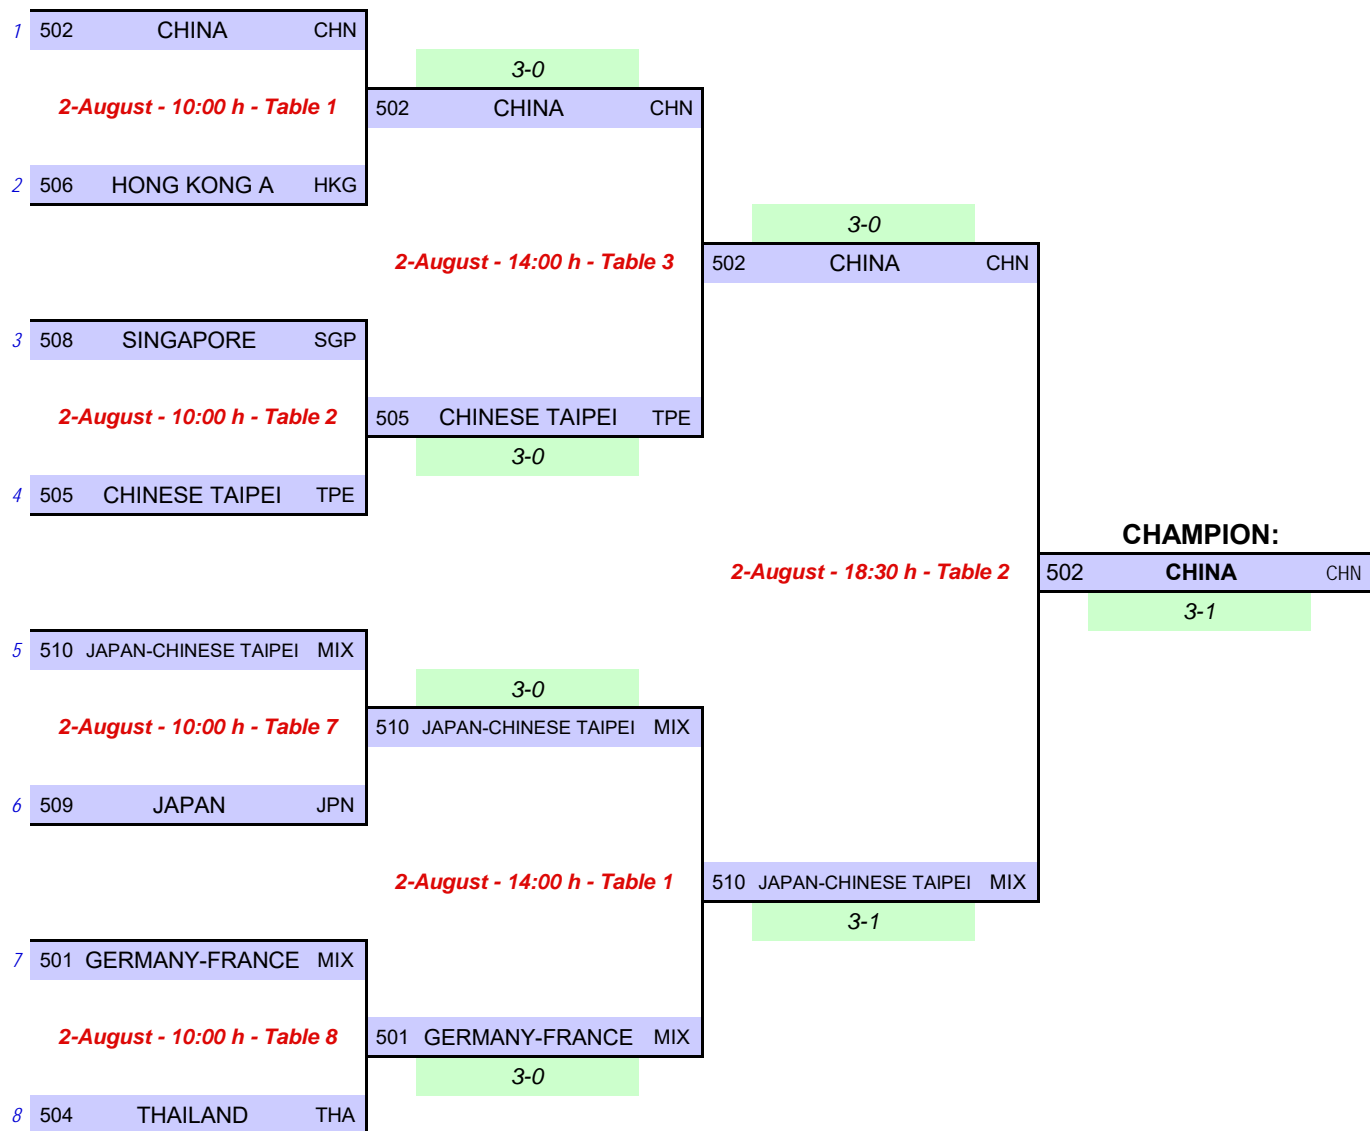 1 502 CHINA CHN
3-0
2-August - 10:00 h - Table 1
502 CHINA CHN
2 506 HONG KONG A HKG
3-0
2-August - 14:00 h - Table 3
502 CHINA CHN
3 508 SINGAPORE SGP
2-August - 10:00 h - Table 2
505 CHINESE TAIPEI TPE
3-0
4 505 CHINESE TAIPEI TPE
CHAMPION:
2-August - 18:30 h - Table 2
502 CHINA CHN
3-1
5 510 JAPAN-CHINESE TAIPEI MIX
3-0
2-August - 10:00 h - Table 7
510 JAPAN-CHINESE TAIPEI MIX
6 509 JAPAN JPN
2-August - 14:00 h - Table 1
510 JAPAN-CHINESE TAIPEI MIX
3-1
7 501 GERMANY-FRANCE MIX
2-August - 10:00 h - Table 8
501 GERMANY-FRANCE MIX
3-0
8 504 THAILAND THA